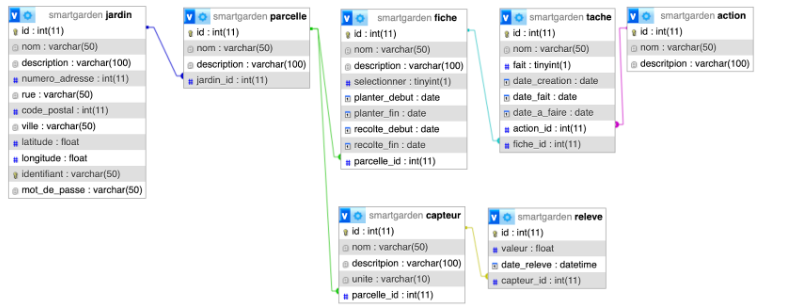 smartgarden jardin
id : int(11)
nom : varchar(50)
description : varchar(100)
numero_adresse : int(11)
rue : varchar(50)
code_postal : int(11)
ville : varchar(50)
latitude : float
longitude : float
identifiant : varchar(50)
mot_de_passe : varchar(50)
smartgarden parcelle
id : int(11)
nom : varchar(50)
description : varchar(100)
jardin_id : int(11)
smartgarden fiche
id : int(11)
nom : varchar(50)
description : varchar(100)
selectionner : tinyint(1)
planter_debut : date
planter_fin : date
recolte_debut : date
recolte_fin : date
parcelle_id : int(11)
smartgarden tache
id : int(11)
nom : varchar(50)
fait : tinyint(1)
date_creation : date
date_fait : date
date_a_faire : date
action_id : int(11)
fiche_id : int(11)
smartgarden action
id : int(11)
nom : varchar(50)
descritpion : varchar(100)
smartgarden capteur
id : int(11)
nom : varchar(50)
descritpion : varchar(100)
unite : varchar(10)
parcelle_id : int(11)
smartgarden releve
id : int(11)
valeur : float
date_releve : datetime
capteur_id : int(11)